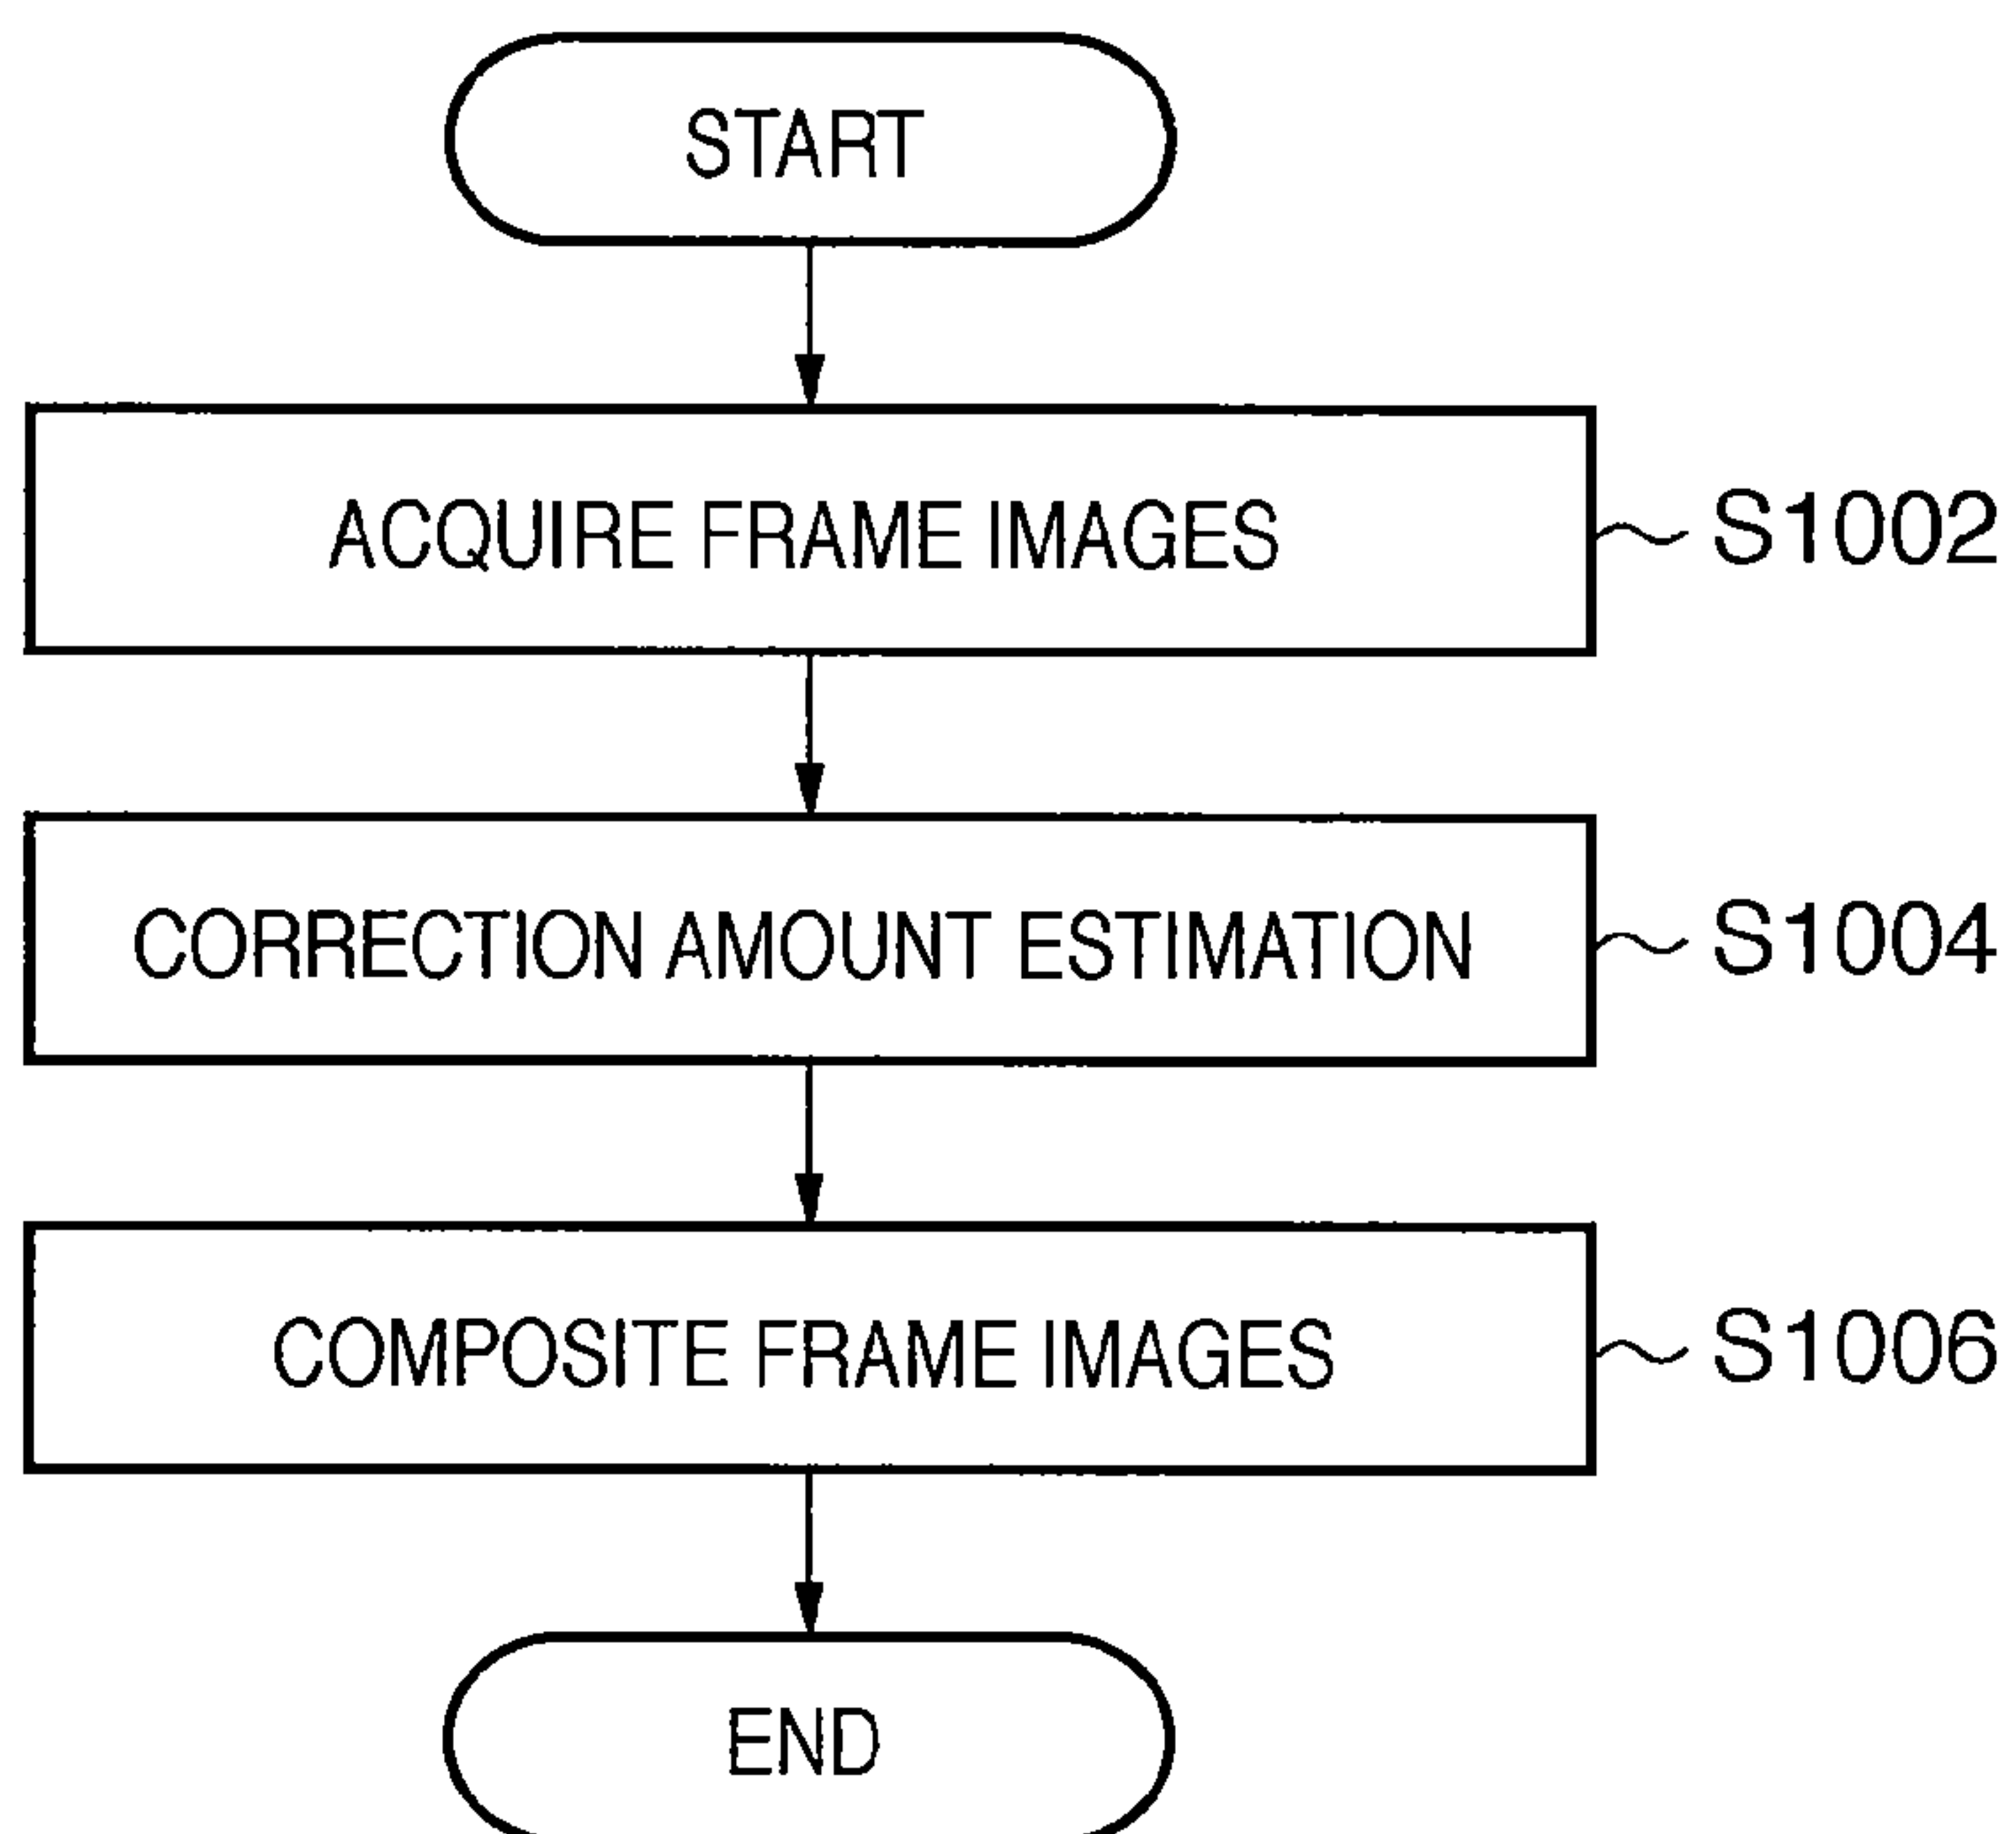 START
ACQUIRE FRAME IMAGES
S1002
CORRECTION AMOUNT ESTIMATION
S1004
COMPOSITE FRAME IMAGES
S1006
END